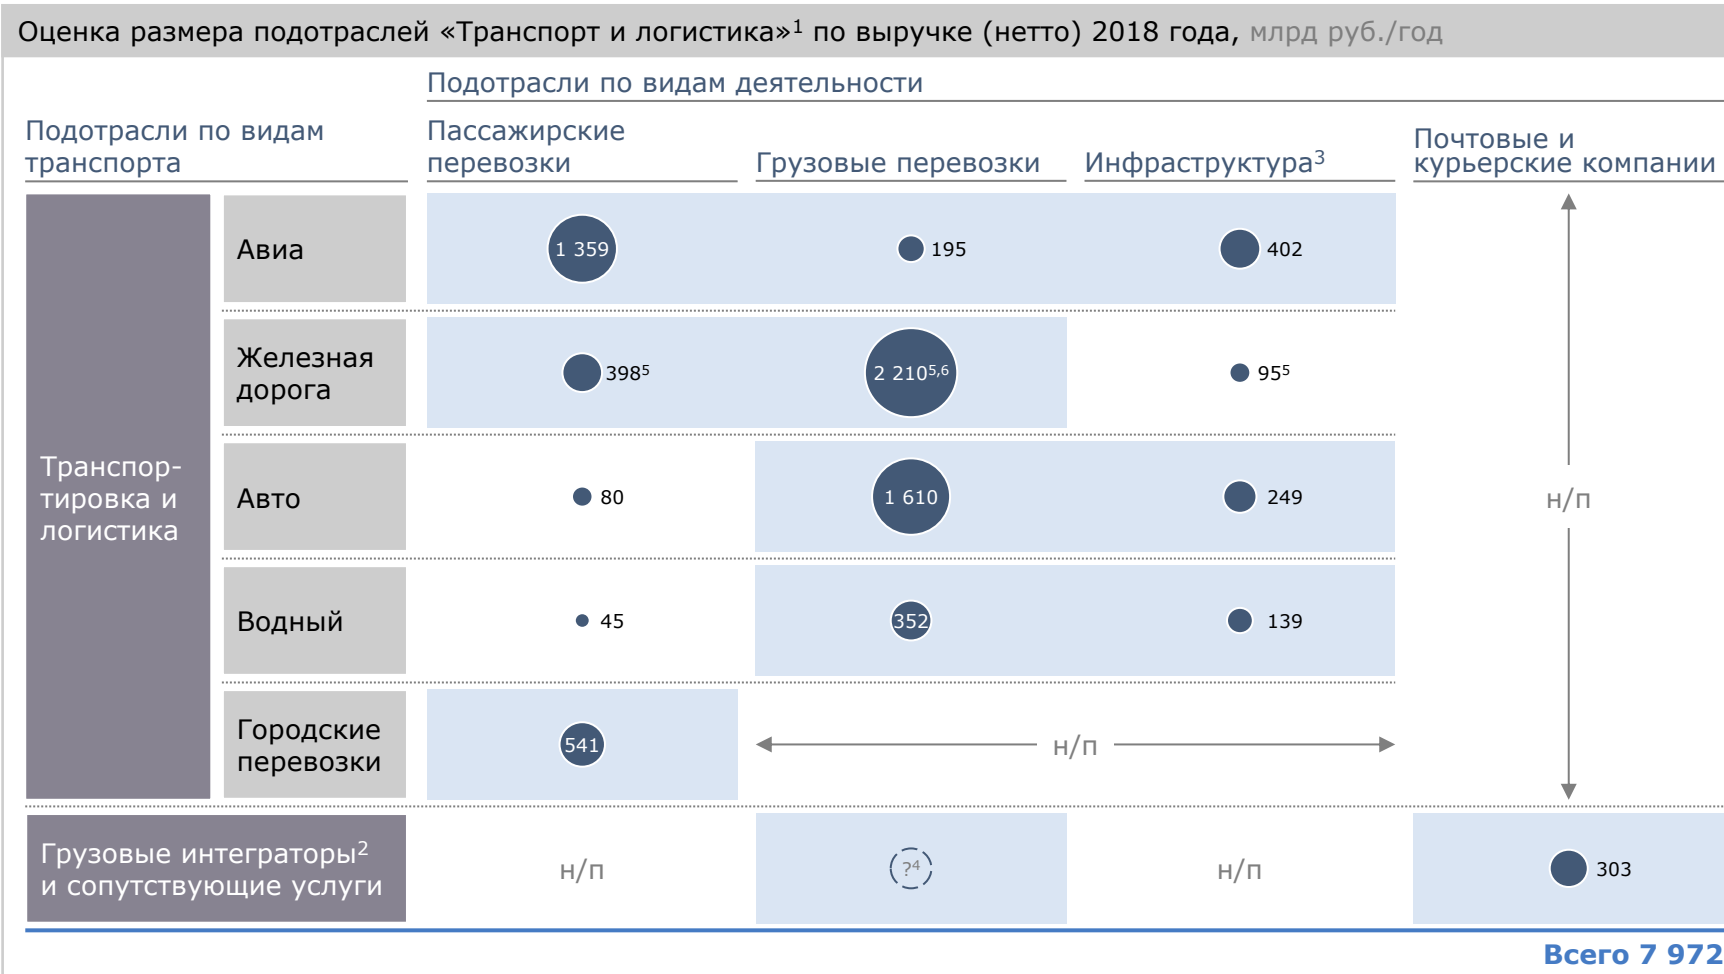 Оценка размера подотраслей «Транспорт и логистика»¹ по выручке (нетто) 2018 года, млрд руб./год
Подотрасли по видам деятельности
Подотрасли по видам
транспорта
Пассажирские
перевозки
Грузовые перевозки
Инфраструктура³
Почтовые и
курьерские компании
Транспор-
тировка и
логистика
Авиа
1 359
195
402
Железная
дорога
398⁵
2 210⁵,⁶
95⁵
Авто
80
1 610
249
н/п
Водный
45
352
139
Городские
перевозки
541
н/п
Грузовые интеграторы²
и сопутствующие услуги
н/п
?⁴
н/п
303
Всего 7 972